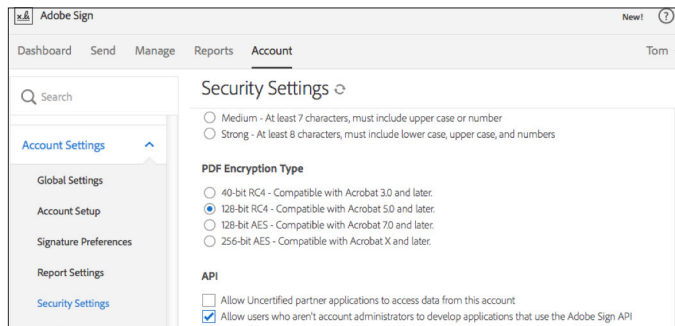 Adobe Sign
New!
Dashboard Send Manage Reports Account Tom
Search
Account Settings
Global Settings
Account Setup
Signature Preferences
Report Settings
Security Settings
Security Settings
Medium - At least 7 characters, must include upper case or number
Strong - At least 8 characters, must include lower case, upper case, and numbers
PDF Encryption Type
40-bit RC4 - Compatible with Acrobat 3.0 and later.
128-bit RC4 - Compatible with Acrobat 5.0 and later.
128-bit AES - Compatible with Acrobat 7.0 and later.
256-bit AES - Compatible with Acrobat X and later.
API
Allow Uncertified partner applications to access data from this account
Allow users who aren't account administrators to develop applications that use the Adobe Sign API